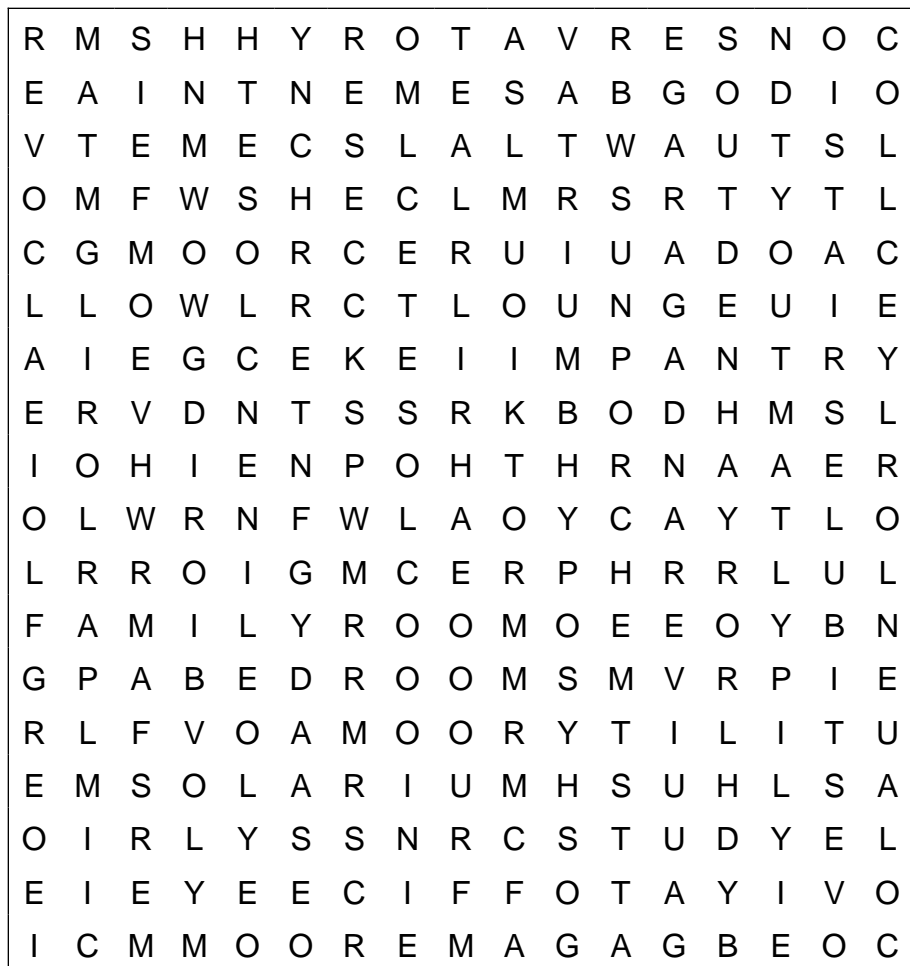 R M S H H Y R O T A V R E S N O C
E A I N T N E M E S A B G O D I O
V T E M E C S L A L T W A U T S L
O M F W S H E C L M R S R T Y T L
C G M O O R C E R U I U A D O A C
L L O W L R C T L O U N G E U I E
A I E G C E K E I I M P A N T R Y
E R V D N T S S R K B O D H M S L
I O H I E N P O H T H R N A A E R
O L W R N F W L A O Y C A Y T L O
L R R O I G M C E R P H R R L U L
F A M I L Y R O O M O E E O Y B N
G P A B E D R O O M S M V R P I E
R L F V O A M O O R Y T I L I T U
E M S O L A R I U M H S U H L S A
O I R L Y S S N R C S T U D Y E L
E I E Y E E C I F F O T A Y I V O
I C M M O O R E M A G A G B E O C